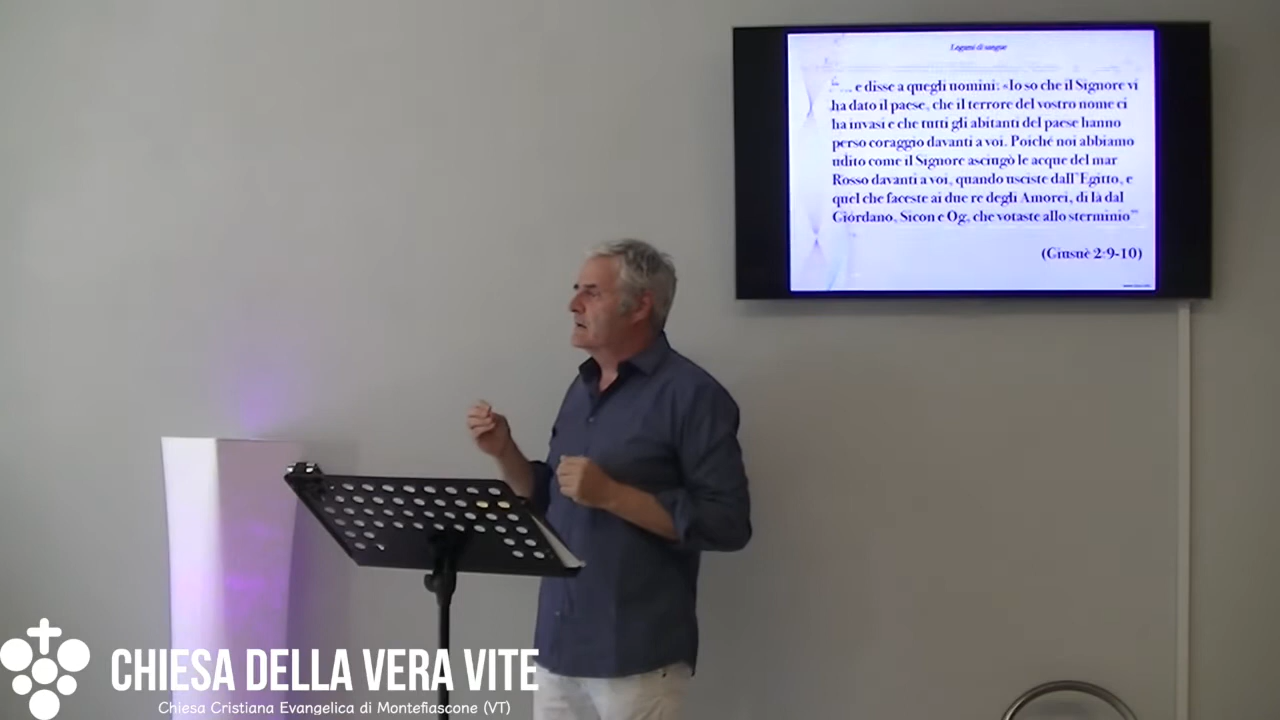 Legami di sangue
“… e disse a quegli uomini: «Io so che il Signore vi
ha dato il paese, che il terrore del vostro nome ci
ha invasi e che tutti gli abitanti del paese hanno
perso coraggio davanti a voi. Poiché noi abbiamo
udito come il Signore asciugò le acque del mar
Rosso davanti a voi, quando usciste dall'Egitto, e
quel che faceste ai due re degli Amorei, di là dal
Giordano, Sicon e Og, che votaste allo sterminio”
(Giosuè 2:9-10)
CHIESA DELLA VERA VITE
Chiesa Cristiana Evangelica di Montefiascone (VT)